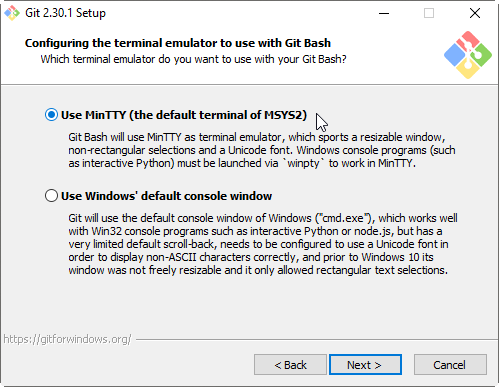 Git 2.30.1 Setup
Configuring the terminal emulator to use with Git Bash
Which terminal emulator do you want to use with your Git Bash?
Use MinTTY (the default terminal of MSYS2)
Git Bash will use MinTTY as terminal emulator, which sports a resizable window,
non-rectangular selections and a Unicode font. Windows console programs (such
as interactive Python) must be launched via `winpty` to work in MinTTY.
Use Windows' default console window
Git will use the default console window of Windows ("cmd.exe"), which works well
with Win32 console programs such as interactive Python or node.js, but has a
very limited default scroll-back, needs to be configured to use a Unicode font in
order to display non-ASCII characters correctly, and prior to Windows 10 its
window was not freely resizable and it only allowed rectangular text selections.
https://gitforwindows.org/
< Back
Next >
Cancel